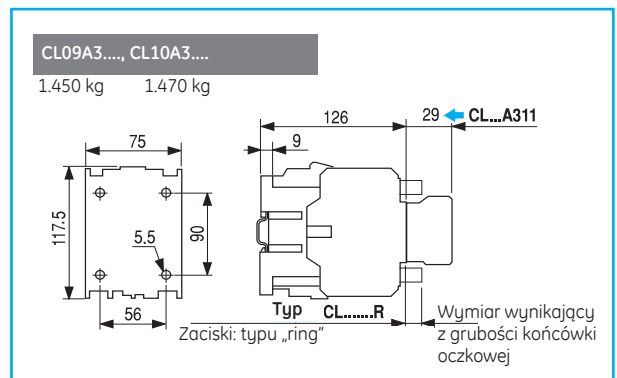 CL09A3...., CL10A3....
1.450 kg 1.470 kg
126 29 CL...A311
75 9
117.5
5.5 90
56
Typ CL.......R
Zaciski: typu „ring”
Wymiar wynikający
z grubości końcówki
oczkowej